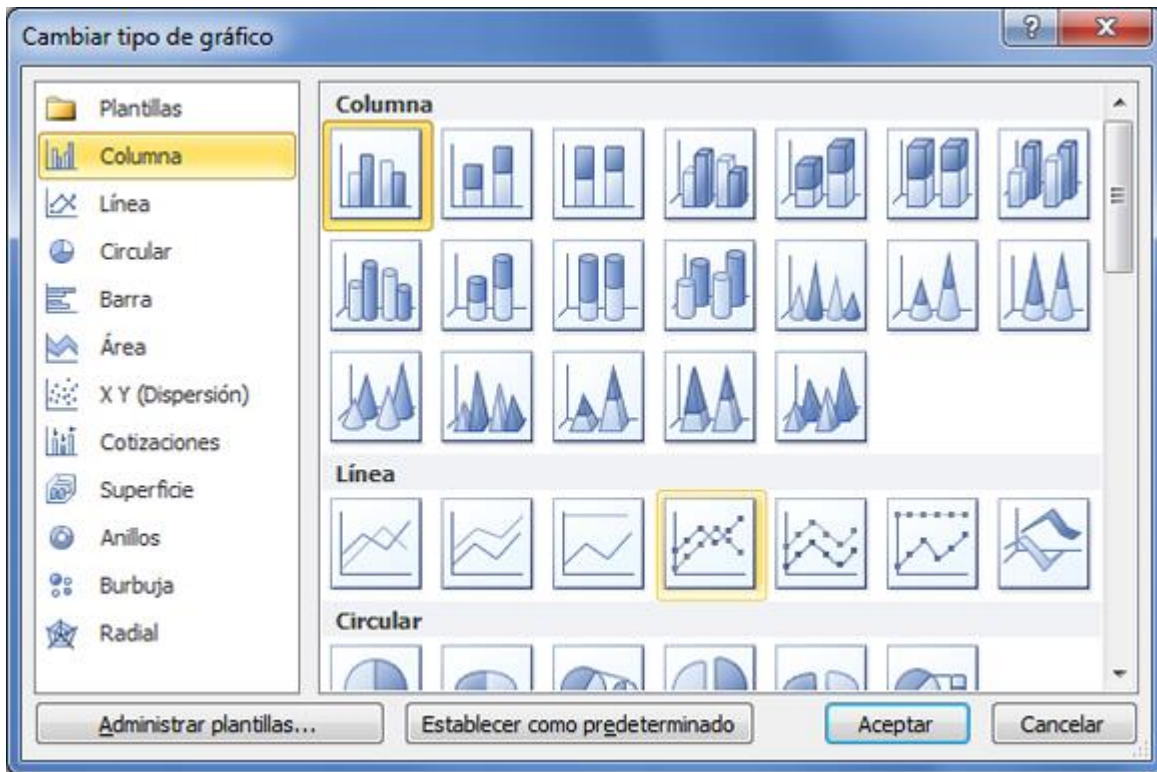 Cambiar tipo de gráfico
Plantillas
Columna
Línea
Circular
Barra
Área
X Y (Dispersión)
Cotizaciones
Superficie
Anillos
Burbuja
Radial
Columna
Línea
Circular
Administrar plantillas...
Establecer como predeterminado
Aceptar
Cancelar